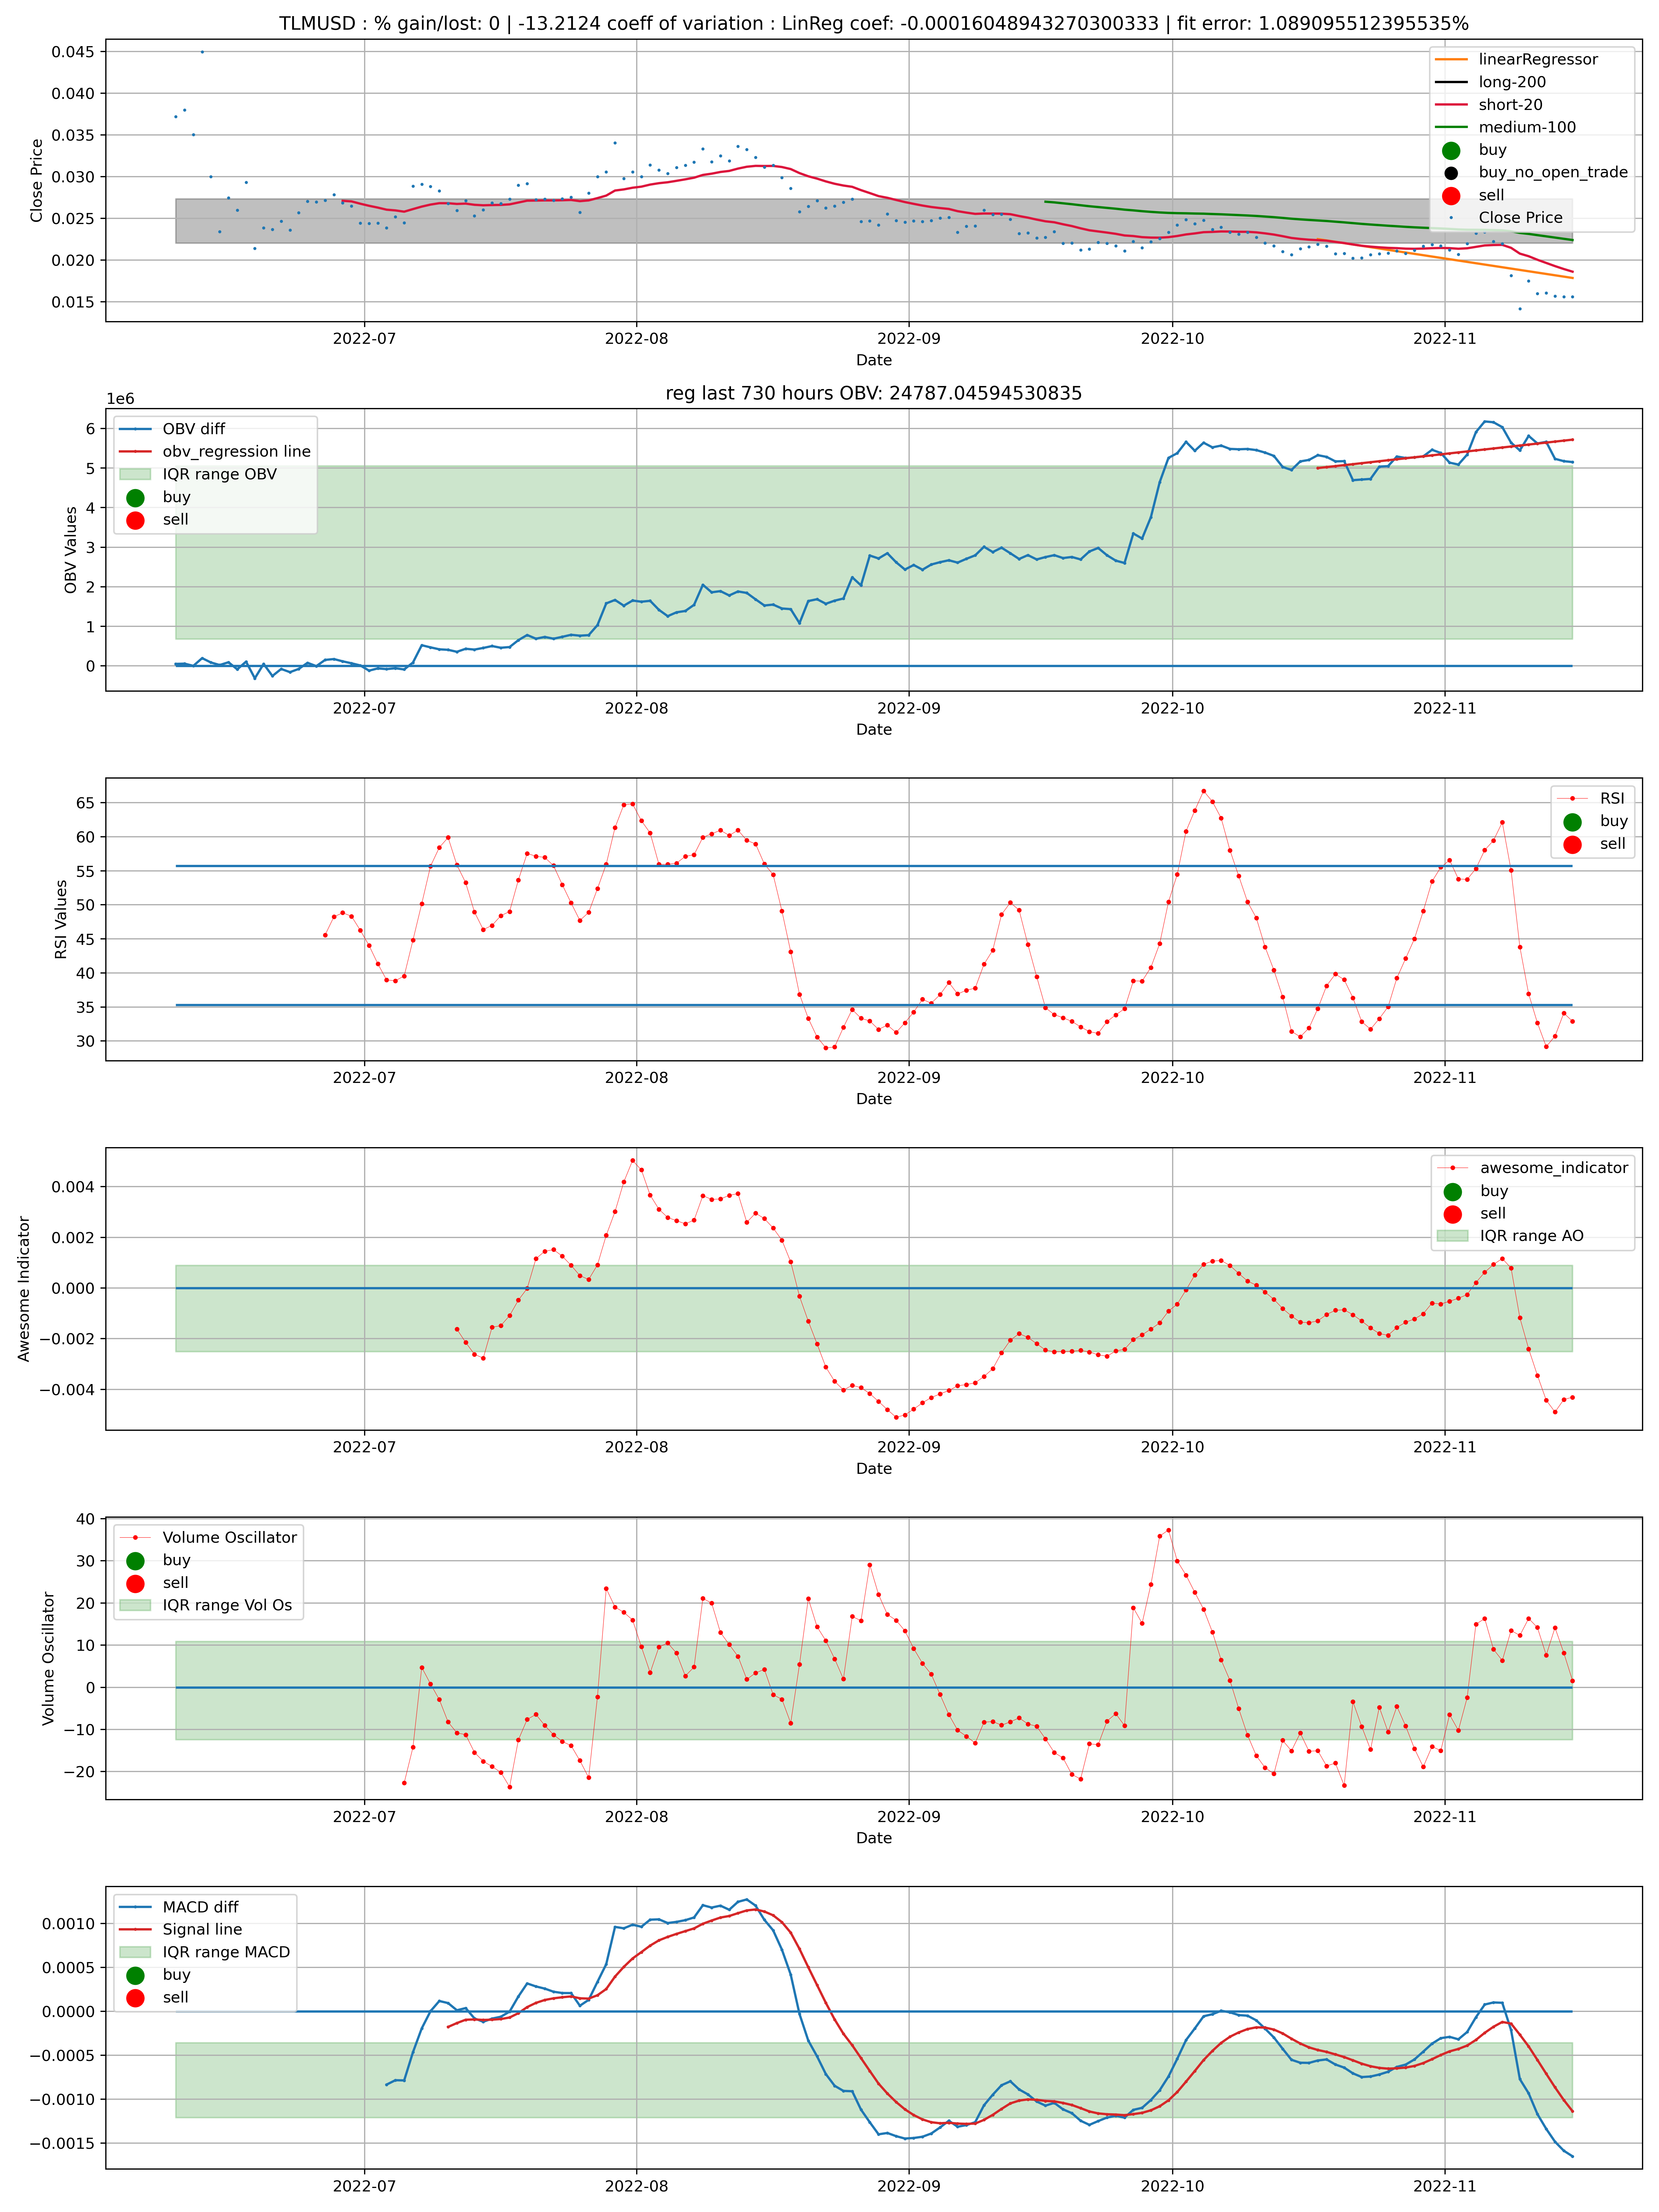 TLMUSD : % gain/lost: 0 | -13.2124 coeff of variation : LinReg coef: -0.00016048943270300333 | fit error: 1.089095512395535%
0.045
0.040
0.035
0.030
0.025
0.020
0.015
Close Price
linearRegressor
long-200
short-20
medium-100
buy
buy_no_open_trade
sell
Close Price
2022-07
2022-08
2022-09
2022-10
2022-11
Date
reg last 730 hours OBV: 24787.04594530835
1e6
6
5
4
3
2
1
0
OBV Values
OBV diff
obv_regression line
IQR range OBV
buy
sell
2022-07
2022-08
2022-09
2022-10
2022-11
Date
65
60
55
50
45
40
35
30
RSI Values
RSI
buy
sell
2022-07
2022-08
2022-09
2022-10
2022-11
Date
0.004
0.002
0.000
−0.002
−0.004
Awesome Indicator
awesome_indicator
buy
sell
IQR range AO
2022-07
2022-08
2022-09
2022-10
2022-11
Date
40
30
20
10
0
−10
−20
Volume Oscillator
Volume Oscillator
buy
sell
IQR range Vol Os
2022-07
2022-08
2022-09
2022-10
2022-11
Date
0.0010
0.0005
0.0000
−0.0005
−0.0010
−0.0015
MACD diff
Signal line
IQR range MACD
buy
sell
2022-07
2022-08
2022-09
2022-10
2022-11
Date